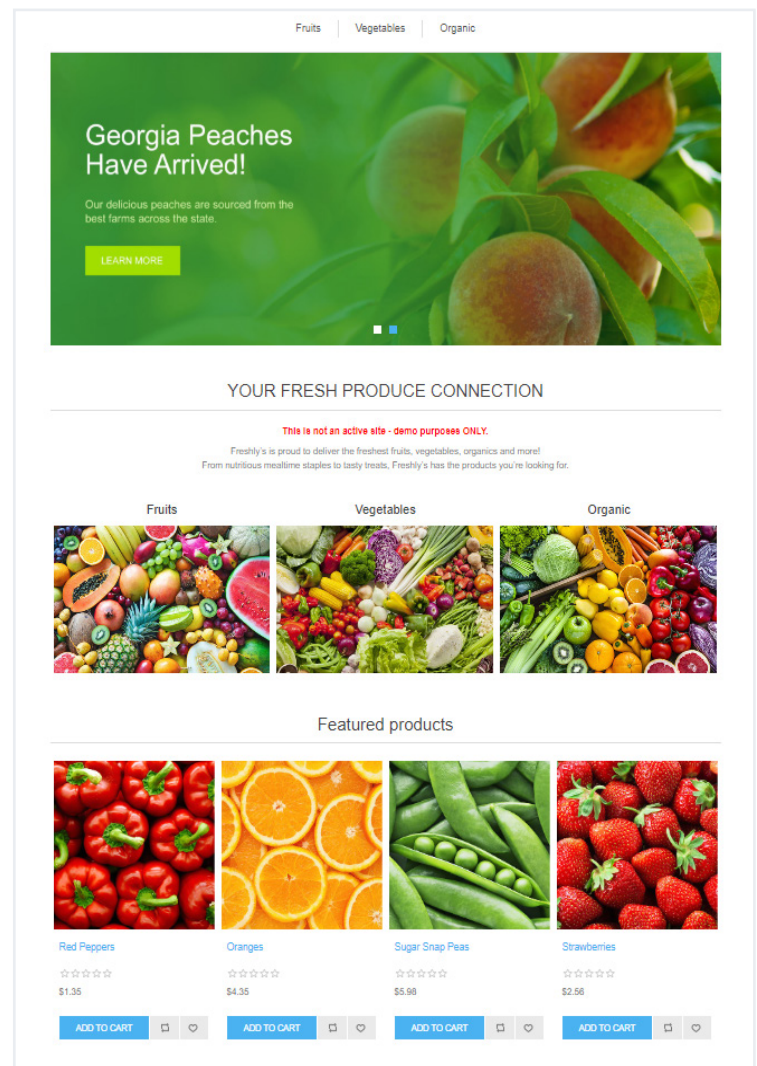 Fruits
Vegetables
Organic
Georgia Peaches
Have Arrived!
Our delicious peaches are sourced from the
best farms across the state.
LEARN MORE
YOUR FRESH PRODUCE CONNECTION
This is not an active site - demo purposes ONLY.
Freshly's is proud to deliver the freshest fruits, vegetables, organics and more!
From nutritious mealtime staples to tasty treats, Freshly's has the products you're looking for.
Fruits
Vegetables
Organic
Featured products
Red Peppers
$1.35
ADD TO CART
Oranges
$4.35
ADD TO CART
Sugar Snap Peas
$5.98
ADD TO CART
Strawberries
$2.56
ADD TO CART